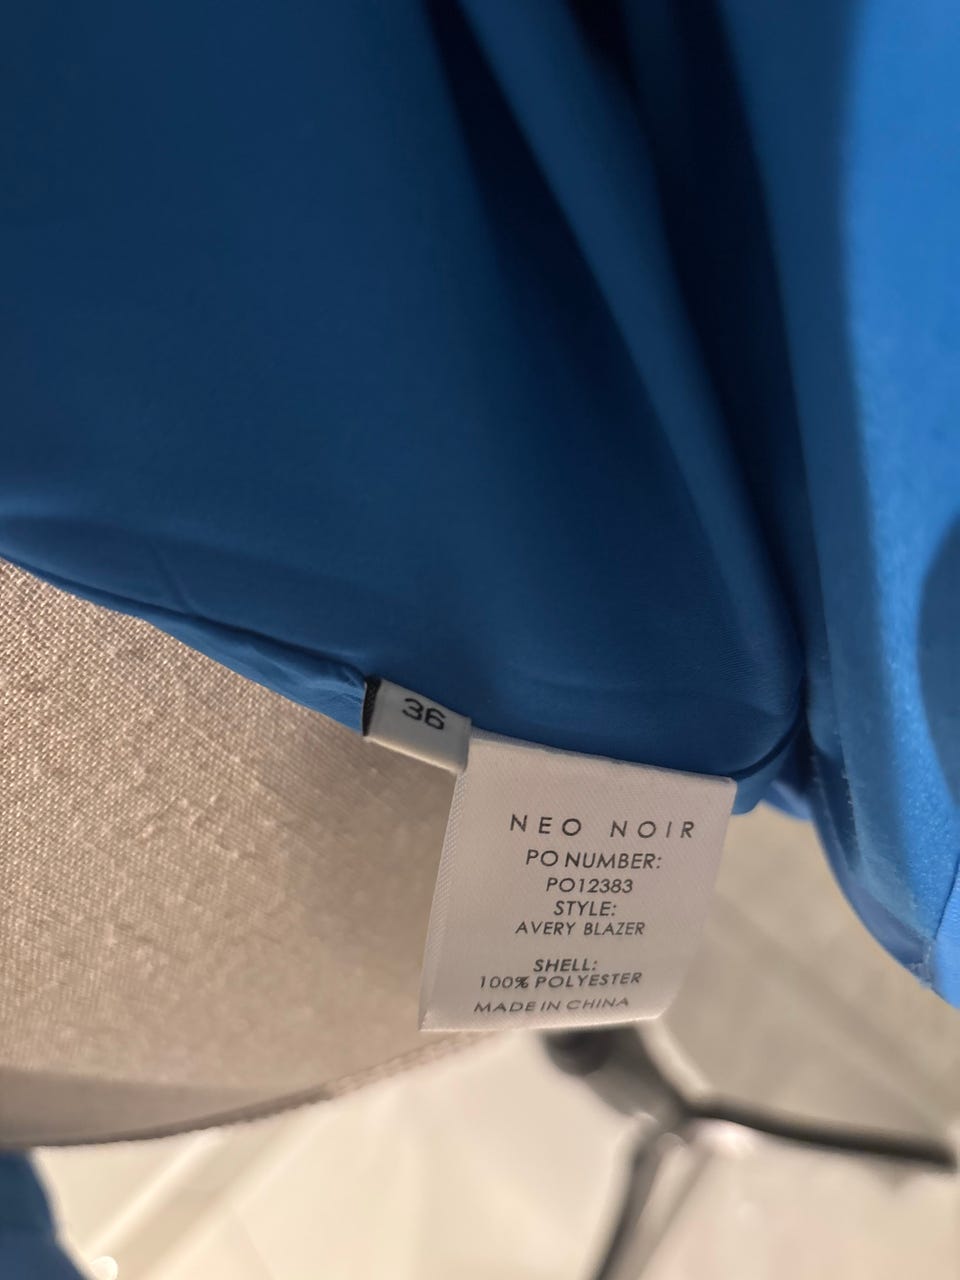 36
NEO NOIR
PO NUMBER:
PO12383
STYLE:
AVERY BLAZER
SHELL:
100% POLYESTER
MADE IN CHINA